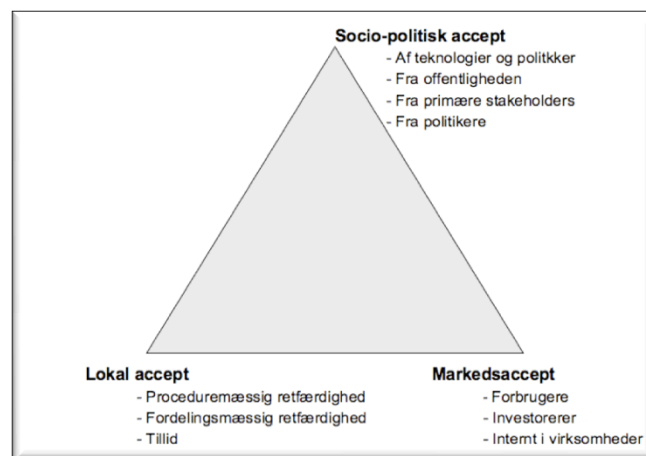 Socio-politisk accept
- Af teknologier og politkker
- Fra offentligheden
- Fra primære stakeholders
- Fra politikere
Lokal accept
- Proceduremæssig retfærdighed
- Fordelingsmæssig retfærdighed
- Tillid
Markedsaccept
- Forbrugere
- Investorerer
- Internt i virksomheder